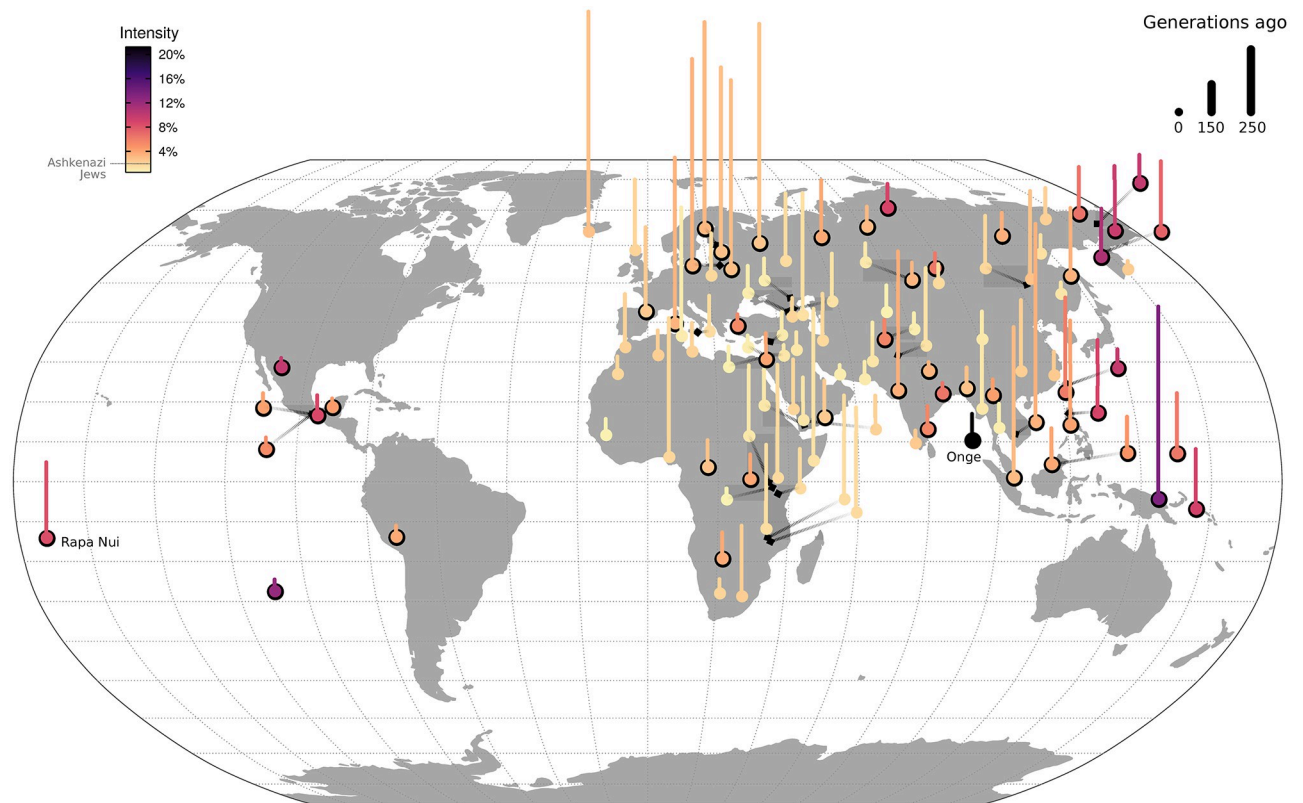 Intensity
20%
16%
12%
8%
4%
Ashkenazi
Jews
Generations ago
0 150 250
Onge
Rapa Nui